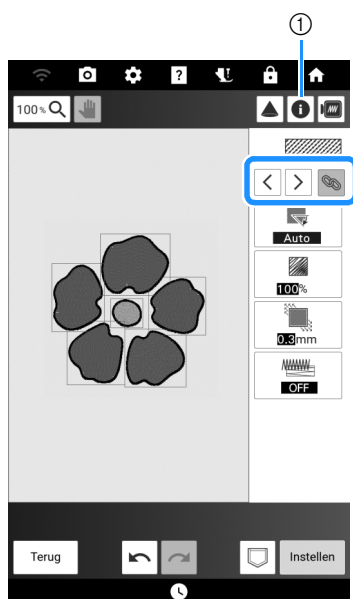 ①
?
100%
i
Auto
100%
0.3mm
OFF
Terug
Instellen